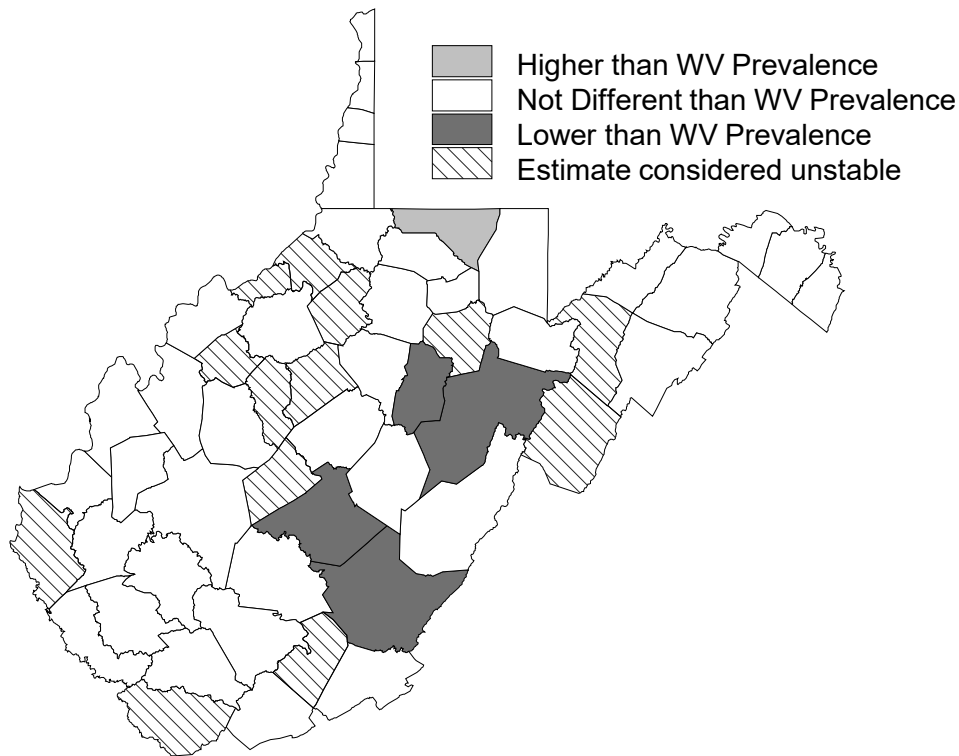 Higher than WV Prevalence
Not Different than WV Prevalence
Lower than WV Prevalence
Estimate considered unstable